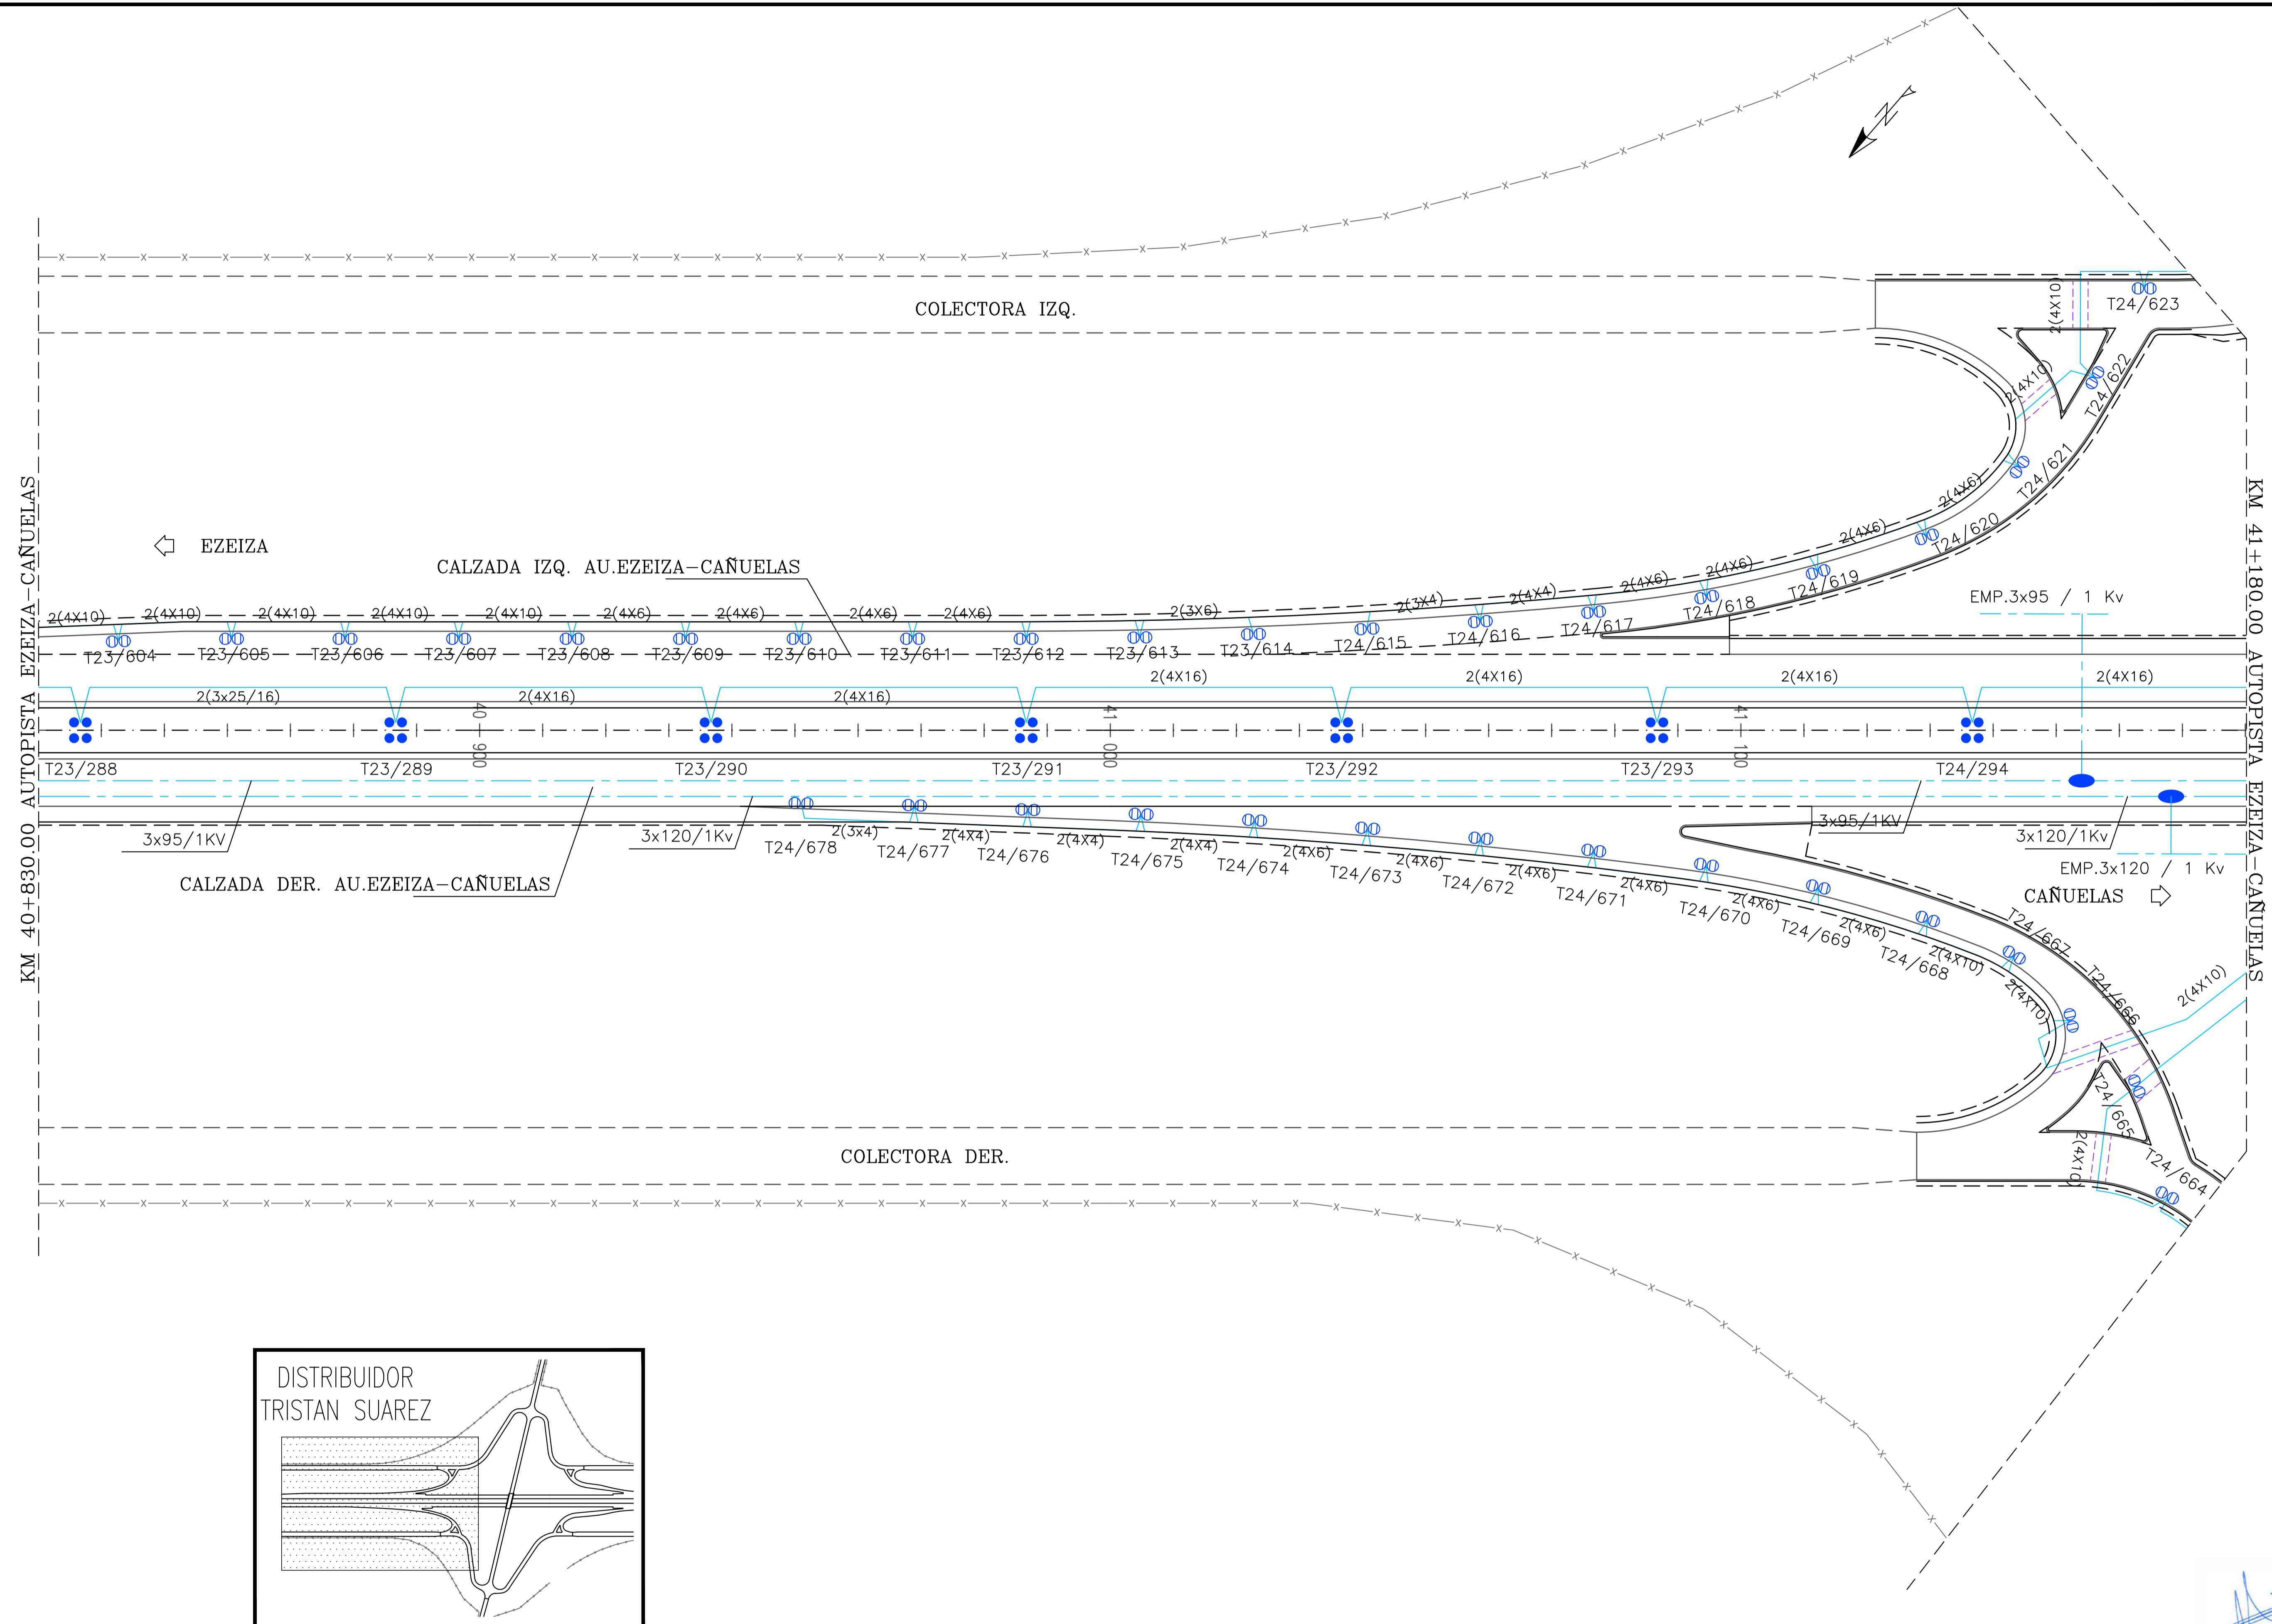 COLECTORA IZQ.
N
2(4X10)
T24/623
2(4X10)
T24/622
T24/621
2(4X6)
T24/620
2(4X6)
T24/619
2(4X6)
T24/618
2(4X6)
T24/617
2(4X4)
T24/616
2(3X4)
T24/615
2(3X6)
T23/614
T23/613
KM 40+830.00 AUTOPISTA EZEIZA-CAÑUELAS
KM 41+180.00 AUTOPISTA EZEIZA-CAÑUELAS
EZEIZA
CALZADA IZQ. AU.EZEIZA-CAÑUELAS
EMP.3x95 / 1 Kv
2(4X10) 2(4X10) 2(4X10) 2(4X10) 2(4X10) 2(4X6) 2(4X6) 2(4X6) 2(4X6)
T23/604 T23/605 T23/606 T23/607 T23/608 T23/609 T23/610 T23/611 T23/612
2(3x25/16) 2(4X16) 2(4X16) 2(4X16) 2(4X16) 2(4X16) 2(4X16)
40 900
41 000
41 100
T23/288 T23/289 T23/290 T23/291 T23/292 T23/293 T24/294
3x95/1KV
3x120/1Kv
3x95/1KV
3x120/1Kv
EMP.3x120 / 1 Kv
CALZADA DER. AU.EZEIZA-CAÑUELAS
CAÑUELAS
2(3x4) 2(4X4) 2(4X4) 2(4X4) 2(4X6) 2(4X6) 2(4X6) 2(4X6) 2(4X6) 2(4X6) 2(4X10) 2(4X10)
T24/678 T24/677 T24/676 T24/675 T24/674 T24/673 T24/672 T24/671 T24/670 T24/669 T24/668
T24/667
T24/666
2(4X10)
T24/665
2(4X10)
T24/664
COLECTORA DER.
DISTRIBUIDOR
TRISTAN SUAREZ